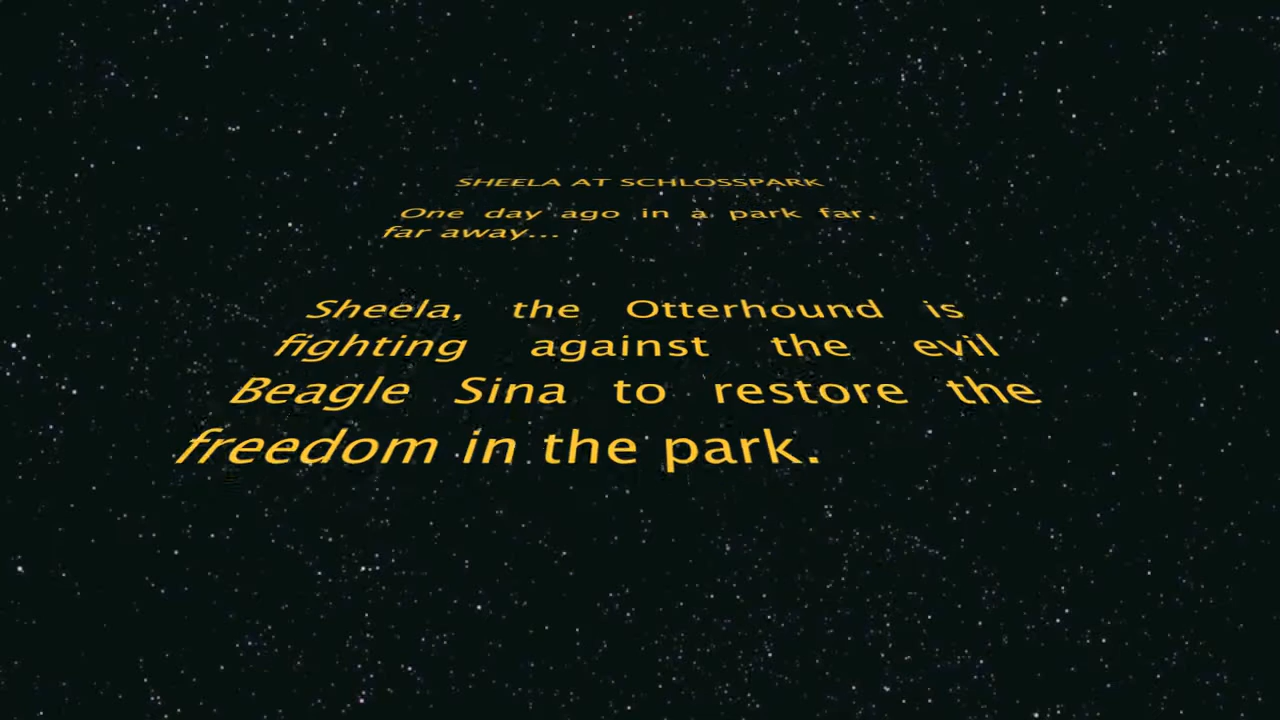 SHEELA AT SCHLOSSPARK
One day ago in a park far,
far away...
Sheela, the Otterhound is
fighting against the evil
Beagle Sina to restore the
freedom in the park.